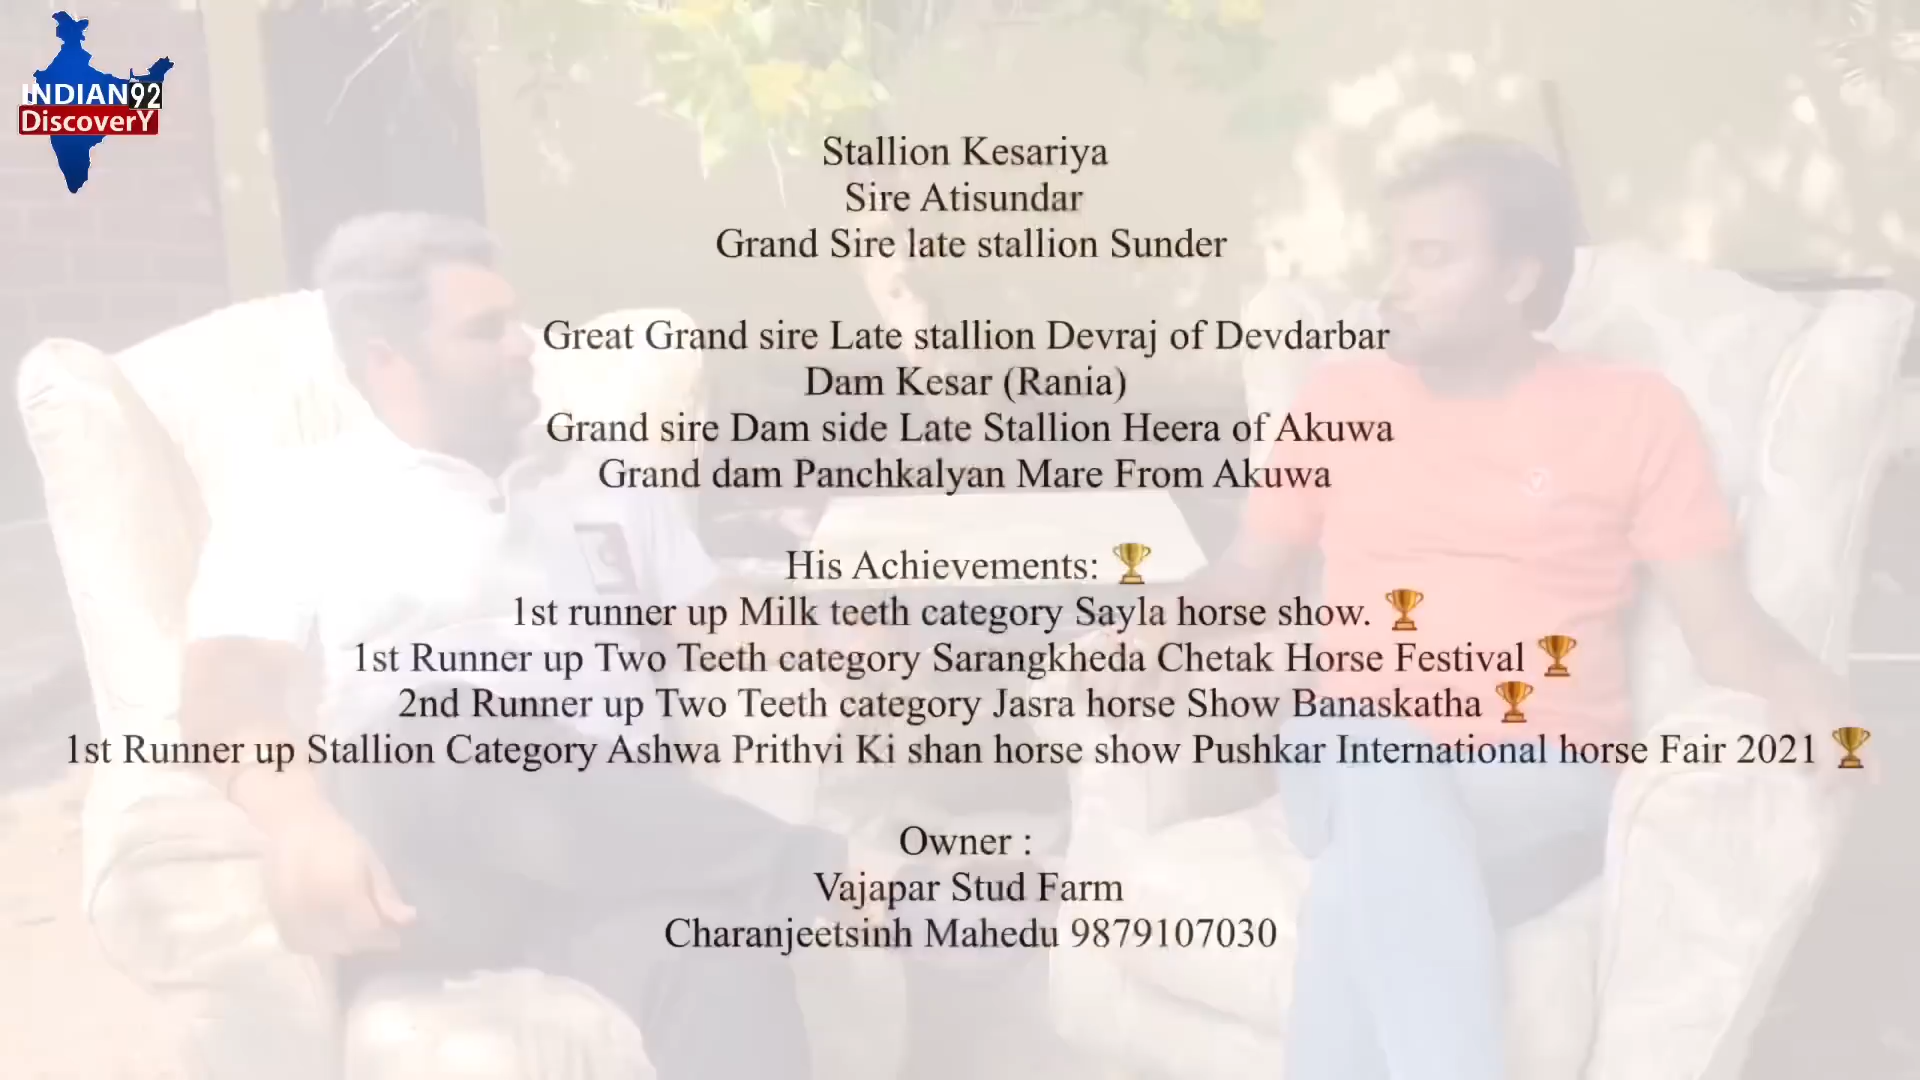 INDIAN92
DiscoverY
Stallion Kesariya
Sire Atisundar
Grand Sire late stallion Sunder
Great Grand sire Late stallion Devraj of Devdarbar
Dam Kesar (Rania)
Grand sire Dam side Late Stallion Heera of Akuwa
Grand dam Panchkalyan Mare From Akuwa
His Achievements: 🏆
1st runner up Milk teeth category Sayla horse show. 🏆
1st Runner up Two Teeth category Sarangkheda Chetak Horse Festival 🏆
2nd Runner up Two Teeth category Jasra horse Show Banaskatha 🏆
1st Runner up Stallion Category Ashwa Prithvi Ki shan horse show Pushkar International horse Fair 2021 🏆
Owner :
Vajapar Stud Farm
Charanjeetsinh Mahedu 9879107030